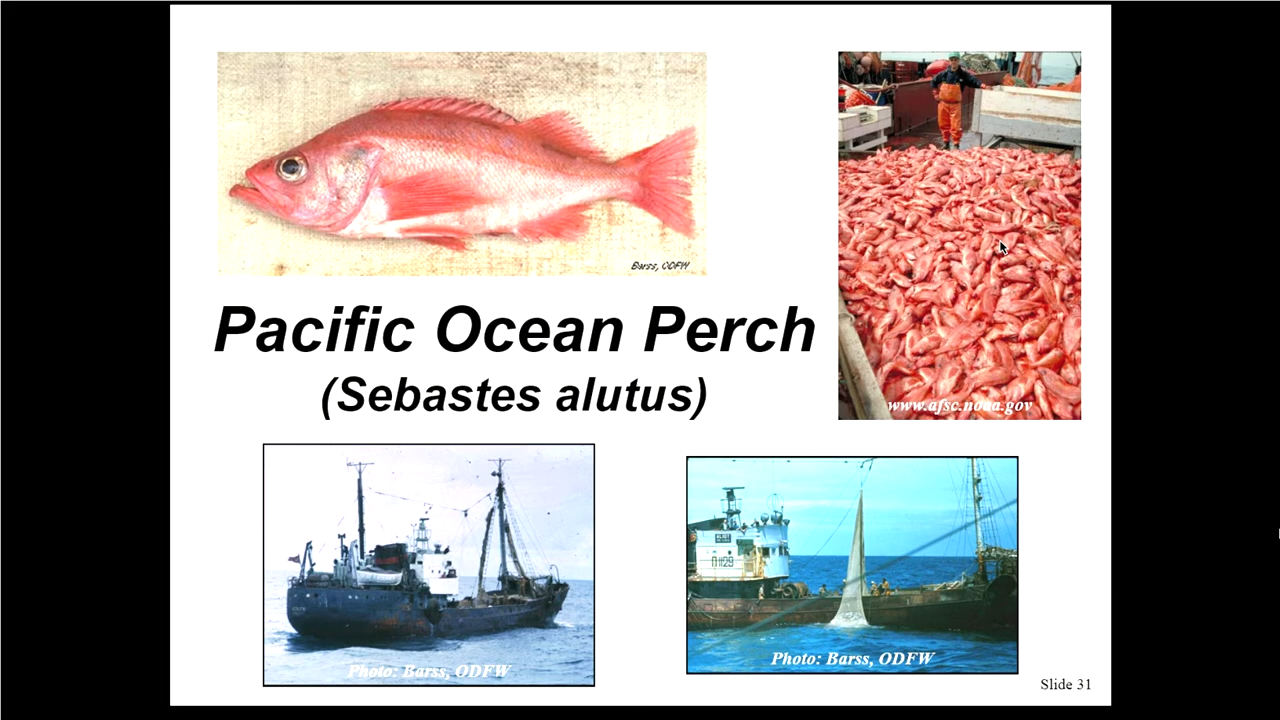 Barss, ODFW
www.afsc.noaa.gov
Pacific Ocean Perch
(Sebastes alutus)
Photo: Barss, ODFW
Photo: Barss, ODFW
Slide 31